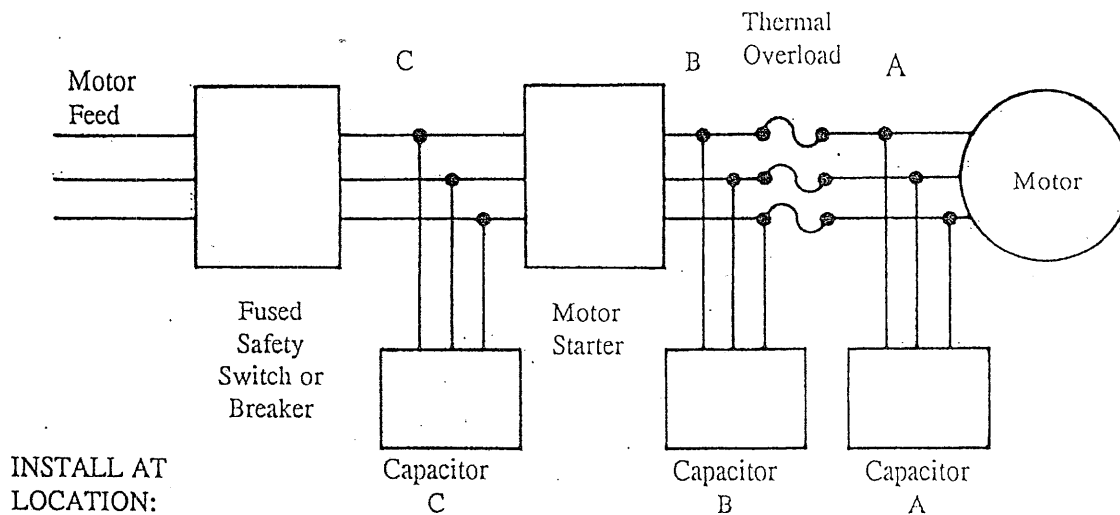 Thermal
Overload
C
B
A
Motor
Feed
Motor
Fused
Safety
Switch or
Breaker
Motor
Starter
INSTALL AT
LOCATION:
Capacitor
C
Capacitor
B
Capacitor
A